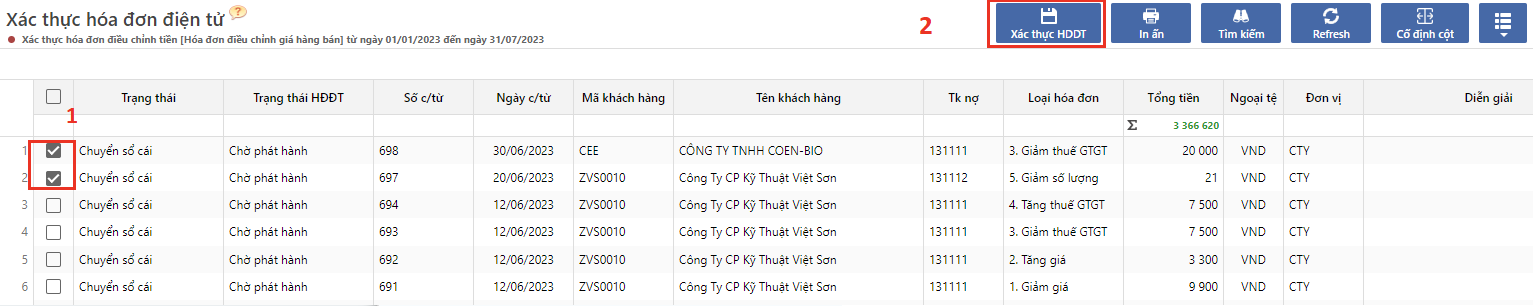 Xác thực hóa đơn điện tử ?
Xác thực hóa đơn điều chỉnh tiền [Hóa đơn điều chỉnh giá hàng bán] từ ngày 01/01/2023 đến ngày 31/07/2023
2
Xác thực HDDT In ấn Tìm kiếm Refresh Cố định cột
Trạng thái Trạng thái HĐĐT Số c/từ Ngày c/từ Mã khách hàng Tên khách hàng Tk nợ Loại hóa đơn Tổng tiền Ngoại tệ Đơn vị Diễn giải
1
Σ 3 366 620
1 Chuyển sổ cái Chờ phát hành 698 30/06/2023 CEE CÔNG TY TNHH COEN-BIO 131111 3. Giảm thuế GTGT 20 000 VND CTY
2 Chuyển sổ cái Chờ phát hành 697 20/06/2023 ZVS0010 Công Ty CP Kỹ Thuật Việt Sơn 131112 5. Giảm số lượng 21 VND CTY
3 Chuyển sổ cái Chờ phát hành 694 12/06/2023 ZVS0010 Công Ty CP Kỹ Thuật Việt Sơn 131111 4. Tăng thuế GTGT 7 500 VND CTY
4 Chuyển sổ cái Chờ phát hành 693 12/06/2023 ZVS0010 Công Ty CP Kỹ Thuật Việt Sơn 131111 3. Giảm thuế GTGT 7 500 VND CTY
5 Chuyển sổ cái Chờ phát hành 692 12/06/2023 ZVS0010 Công Ty CP Kỹ Thuật Việt Sơn 131111 2. Tăng giá 3 300 VND CTY
6 Chuyển sổ cái Chờ phát hành 691 12/06/2023 ZVS0010 Công Ty CP Kỹ Thuật Việt Sơn 131111 1. Giảm giá 9 900 VND CTY